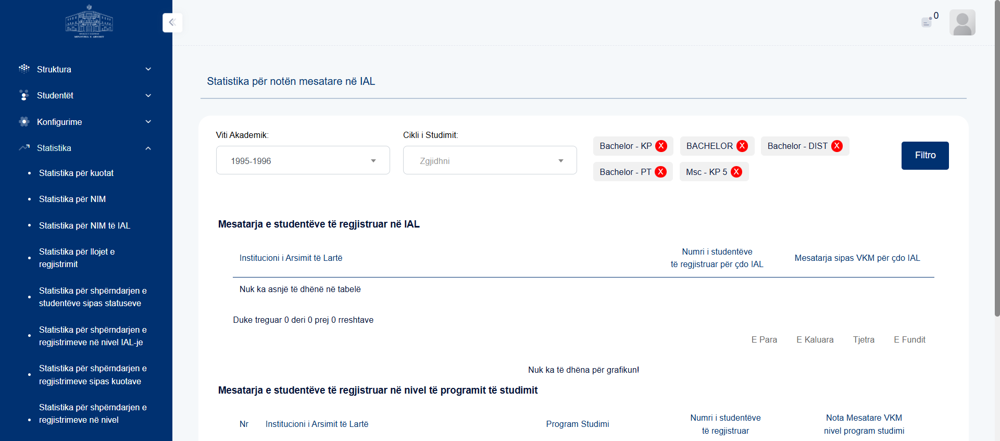 MINISTRIA E ARSIMIT
0
Struktura
Studentët
Konfigurime
Statistika
Statistika për kuotat
Statistika për NIM
Statistika për NIM të IAL
Statistika për llojet e
regjistrimit
Statistika për shpërndarjen e
studentëve sipas statuseve
Statistika për shpërndarjen e
regjistrimeve në nivel IAL-je
Statistika për shpërndarjen e
regjistrimeve sipas kuotave
Statistika për shpërndarjen e
regjistrimeve në nivel
Statistika për notën mesatare në IAL
Viti Akademik:
1995-1996
Cikli i Studimit:
Zgjidhni
Bachelor - KP X BACHELOR X Bachelor - DIST X
Bachelor - PT X Msc - KP 5 X
Filtro
Mesatarja e studentëve të regjistruar në IAL
Institucioni i Arsimit të Lartë
Numri i studentëve
të regjistruar për çdo IAL
Mesatarja sipas VKM për çdo IAL
Nuk ka asnjë të dhënë në tabelë
Duke treguar 0 deri 0 prej 0 rreshtave
E Para E Kaluara Tjetra E Fundit
Nuk ka të dhëna për grafikun!
Mesatarja e studentëve të regjistruar në nivel të programit të studimit
Nr
Institucioni i Arsimit të Lartë
Program Studimi
Numri i studentëve
të regjistruar
Nota Mesatare VKM
nivel program studimi